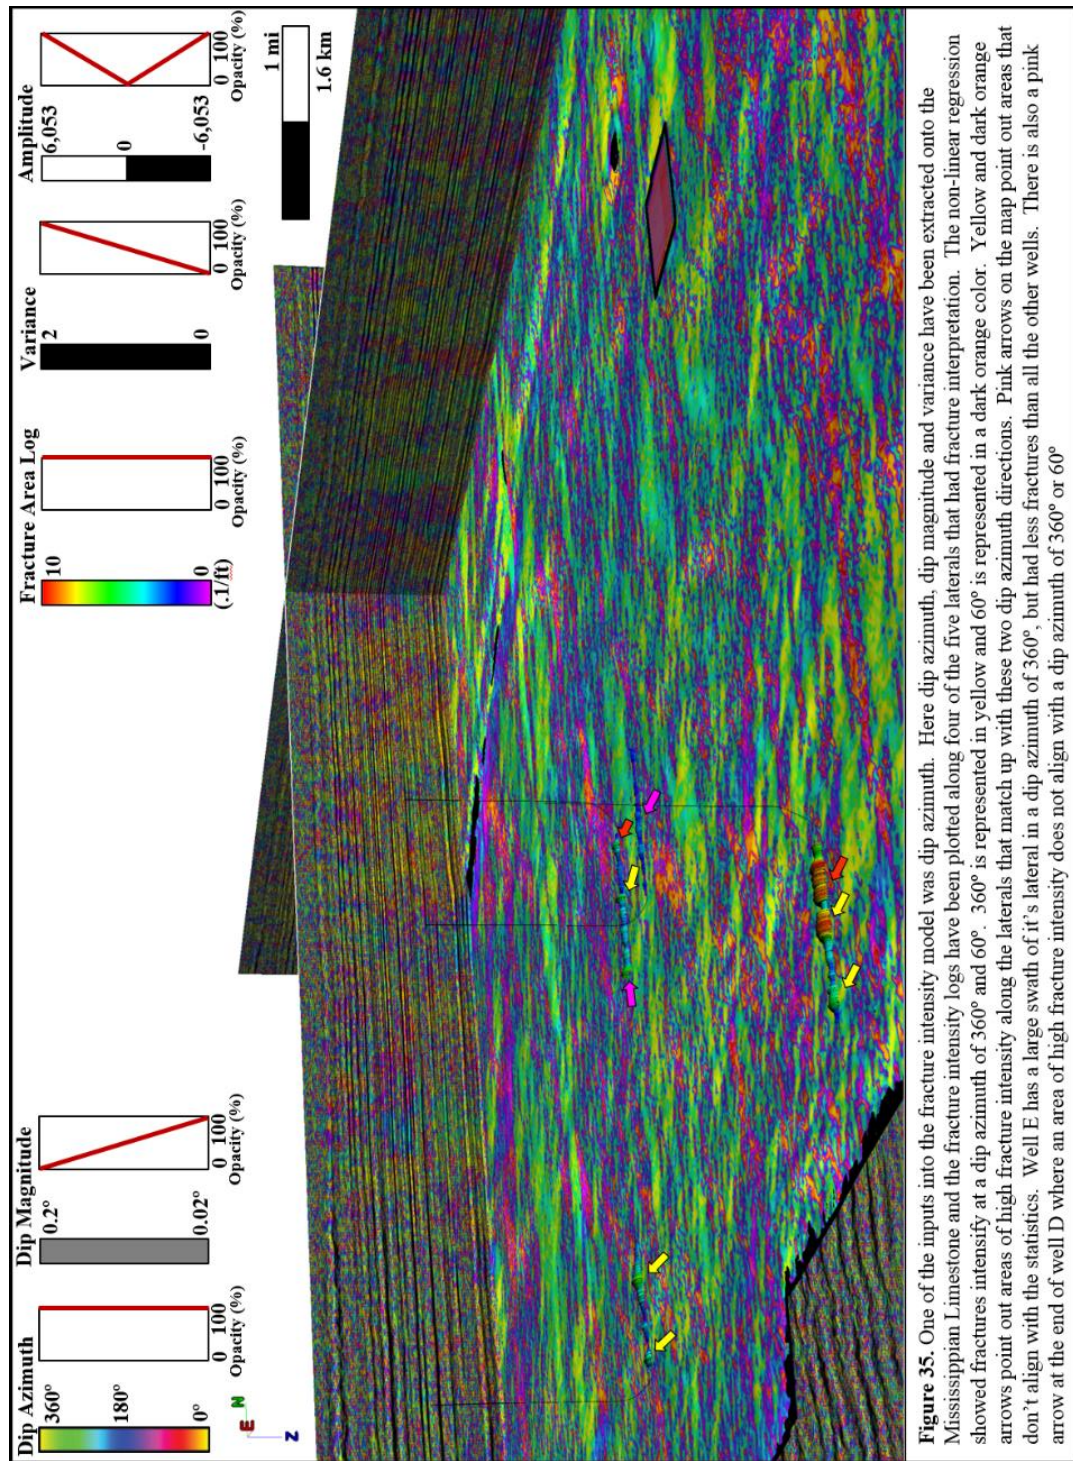 Dip Azimuth
360°
180°
0°
0 100
Opacity (%)
Dip Magnitude
0.2°
0.02°
0 100
Opacity (%)
Fracture Area Log
10
0
(.1/ft)
0 100
Opacity (%)
Variance
2
0
0 100
Opacity (%)
Amplitude
6,053
0
-6,053
0 100
Opacity (%)
1 mi
1.6 km
E
N
Z
Figure 35. One of the inputs into the fracture intensity model was dip azimuth. Here dip azimuth, dip magnitude and variance have been extracted onto the
Mississippian Limestone and the fracture intensity logs have been plotted along four of the five laterals that had fracture interpretation. The non-linear regression
showed fractures intensify at a dip azimuth of 360° and 60°. 360° is represented in yellow and 60° is represented in a dark orange color. Yellow and dark orange
arrows point out areas of high fracture intensity along the laterals that match up with these two dip azimuth directions. Pink arrows on the map point out areas that
don't align with the statistics. Well E has a large swath of it's lateral in a dip azimuth of 360°, but had less fractures than all the other wells. There is also a pink
arrow at the end of well D where an area of high fracture intensity does not align with a dip azimuth of 360° or 60°